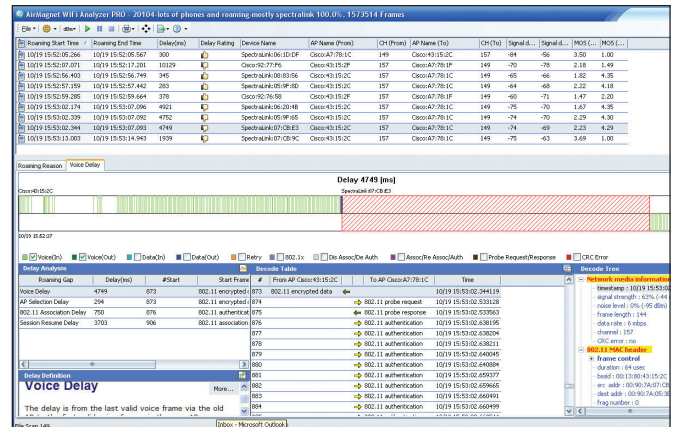 AirMagnet WiFi Analyzer PRO - 20104-lots of phones and roaming-mostly spectralink 100.0%, 1573514 Frames
File dBm
Roaming Start Time / Roaming End Time Delay(ms) Delay Rating Device Name AP Name (From) CH (From) AP Name (To) CH (To) Signal d... Signal d... MOS (... MOS (...
10/19 15:52:05.266 10/19 15:52:05.567 300 SpectraLink:06:1D:DF Cisco:A7:78:1C 149 Cisco:43:15:2C 157 -84 -56 3.50 1.00
10/19 15:52:07.071 10/19 15:52:17.201 10129 Cisco:92:77:F6 Cisco:43:15:2F 157 Cisco:A7:78:1F 149 -70 -78 2.18 1.49
10/19 15:52:56.403 10/19 15:52:56.749 345 SpectraLink:08:83:56 Cisco:43:15:2C 157 Cisco:A7:78:1C 149 -65 -66 1.82 4.35
10/19 15:52:57.159 10/19 15:52:57.442 283 SpectraLink:05:9F:8D Cisco:43:15:2C 157 Cisco:A7:78:1C 149 -64 -68 2.22 4.18
10/19 15:52:59.285 10/19 15:52:59.664 378 Cisco:92:76:58 Cisco:43:15:2F 157 Cisco:A7:78:1F 149 -60 -71 1.47 2.20
10/19 15:53:02.174 10/19 15:53:07.096 4921 SpectraLink:06:20:4B Cisco:43:15:2C 157 Cisco:A7:78:1C 149 -75 -70 1.67 4.35
10/19 15:53:02.339 10/19 15:53:07.092 4752 SpectraLink:05:9F:65 Cisco:43:15:2C 157 Cisco:A7:78:1C 149 -74 -70 2.29 4.30
10/19 15:53:02.344 10/19 15:53:07.093 4749 SpectraLink:07:CB:E3 Cisco:43:15:2C 157 Cisco:A7:78:1C 149 -74 -69 2.23 4.29
10/19 15:53:13.003 10/19 15:53:14.943 1939 SpectraLink:07:CB:9C Cisco:43:15:2C 157 Cisco:A7:78:1C 149 -75 -63 3.69 1.00
Roaming Reason Voice Delay
Delay 4749 [ms]
Cisco:43:15:2C SpectraLink:07:CB:E3
10/19 15:52:37
Voice(In) Voice(Out) Data(In) Data(Out) Retry 802.1x Dis Assoc/De Auth Assoc/Re Assoc/Auth Probe Request/Response CRC Error
Delay Analysis Decode Table Decode Tree
Roaming Gap Delay(ms) #Start Start Frame
Voice Delay 4749 873 802.11 encrypted
AP Selection Delay 294 873 802.11 encrypted
802.11 Association Delay 750 876 802.11 authenticat
Session Resume Delay 3703 906 802.11 association
# From AP Cisco:43:15:2C To AP Cisco:A7:78:1C Time
873 802.11 encrypted data 10/19 15:53:02.344119
874 802.11 probe request 10/19 15:53:02.533128
875 802.11 probe response 10/19 15:53:02.533563
876 802.11 authentication 10/19 15:53:02.638195
877 802.11 authentication 10/19 15:53:02.638204
878 802.11 authentication 10/19 15:53:02.638211
879 802.11 authentication 10/19 15:53:02.640045
880 802.11 authentication 10/19 15:53:02.640884
881 802.11 authentication 10/19 15:53:02.659377
882 802.11 authentication 10/19 15:53:02.659665
883 802.11 authentication 10/19 15:53:02.660491
884 802.11 authentication 10/19 15:53:02.660499
Network media information
timestamp : 10/19 15:53:02
signal strength : 63% (-44
noise level : 0% (-95 dBm)
frame length : 144
data rate : 6 mbps
channel : 157
CRC error : no
802.11 MAC header
frame control
duration : 64 usec
bssid : 00:13:80:43:15:2C
src addr : 00:90:7A:07:CB
dest addr : 00:90:7A:05:3E
frag number : 0
Delay Definition
Voice Delay More...
The delay is from the last valid voice frame via the old
File Scan 149
Inbox - Microsoft Outlook